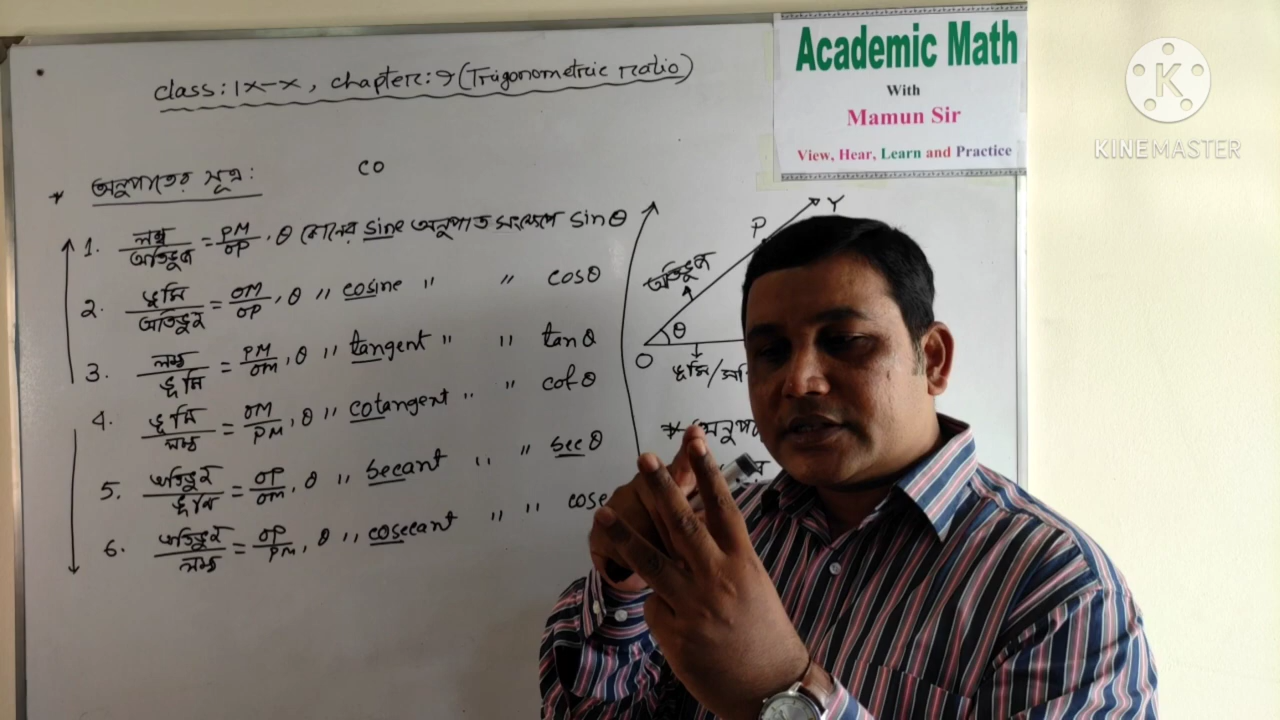 class: IX-X, chapter: 9 (Trigonometric ratio)
Academic Math
With
Mamun Sir
View, Hear, Learn and Practice
KINEMASTER
* অনুপাতের সূত্র:
co
1. লম্ব/অতিভুজ = PM/OP, θ কোনের sine অনুপাত সংক্ষেপে sinθ
2. ভূমি/অতিভুজ = OM/OP, θ " cosine " " cosθ
3. লম্ব/ভূমি = PM/OM, θ " tangent " " tanθ
4. ভূমি/লম্ব = OM/PM, θ " cotangent " " cotθ
5. অতিভুজ/ভূমি = OP/OM, θ " secant " " secθ
6. অতিভুজ/লম্ব = OP/PM, θ " cosecant " " cose
Y
P
অতিভুজ
θ
O
ভূমি/